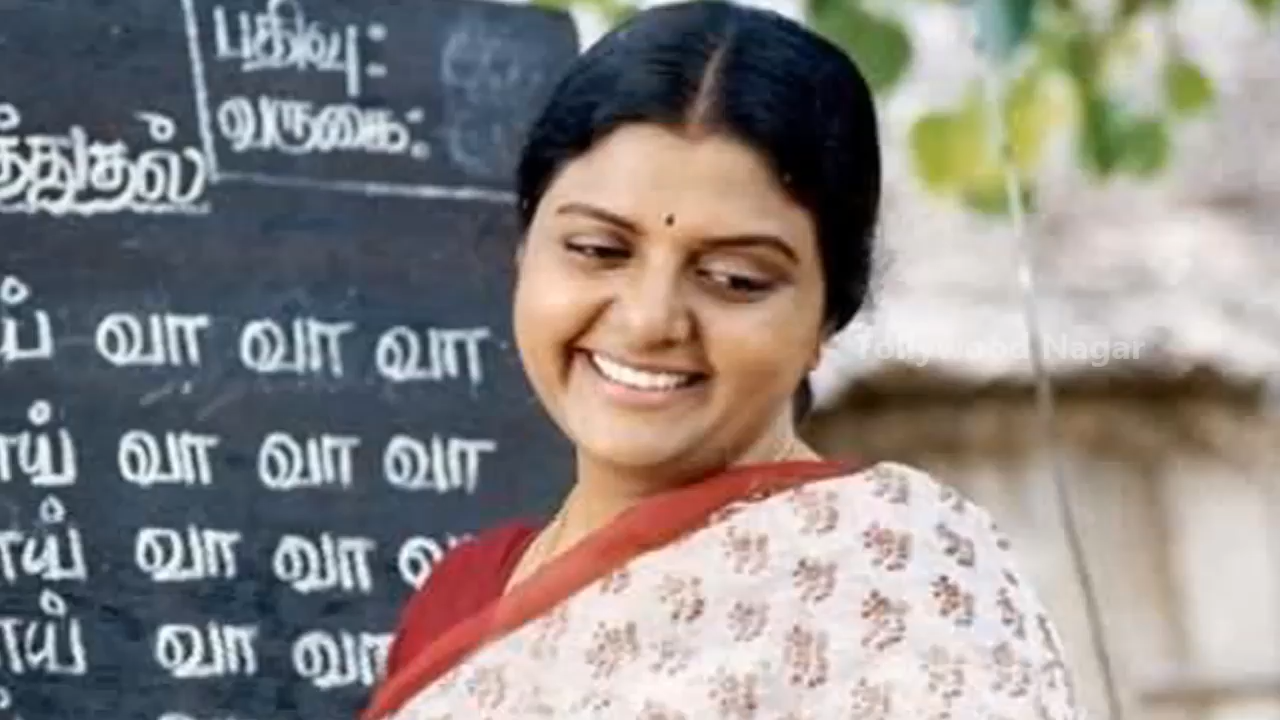 பதிவு:
வருகை:
த்துதல்
ய் வா வா வா
ாய் வா வா வா
ாய் வா வா வ
ாய் வா வா
Tollywood Nagar